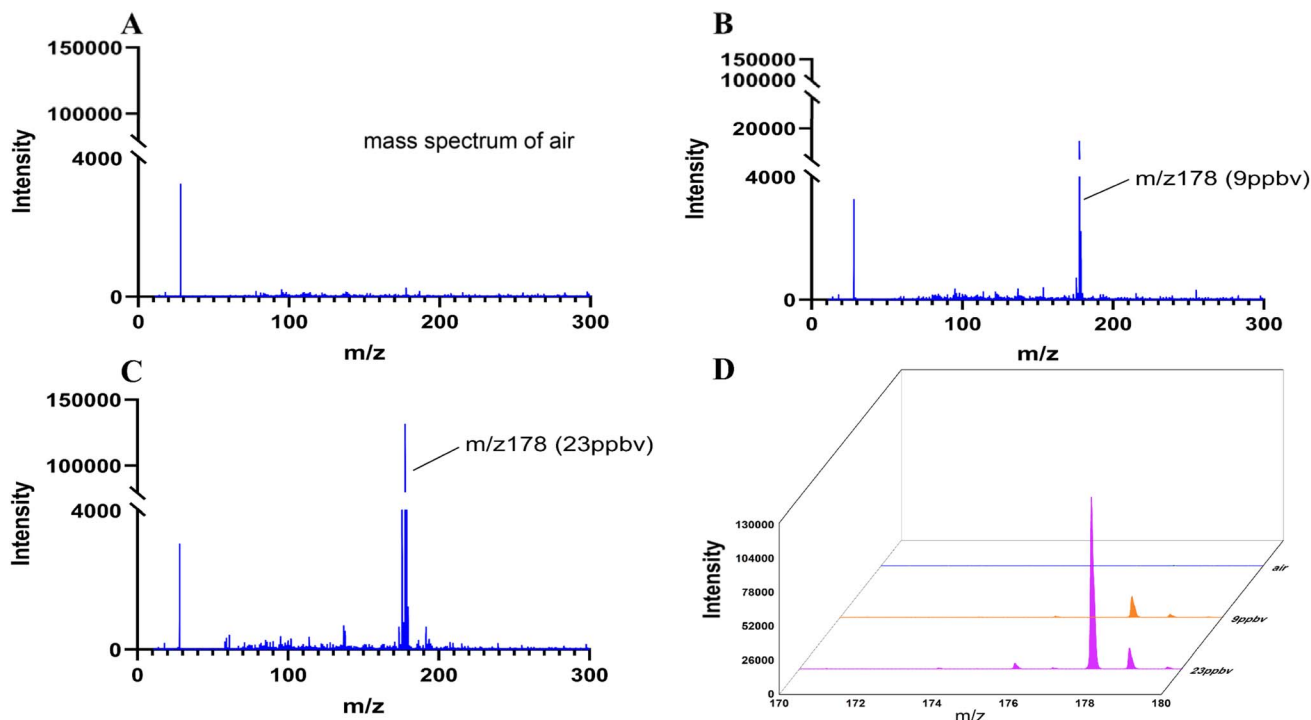 A
150000
100000
4000
0
Intensity
mass spectrum of air
0
100
200
300
m/z
B
150000
100000
20000
4000
0
Intensity
m/z178 (9ppbv)
0
100
200
300
m/z
C
150000
100000
4000
0
Intensity
m/z178 (23ppbv)
0
100
200
300
m/z
D
130000
104000
78000
52000
26000
0
Intensity
air
9ppbv
23ppbv
170
172
174
176
178
180
m/z